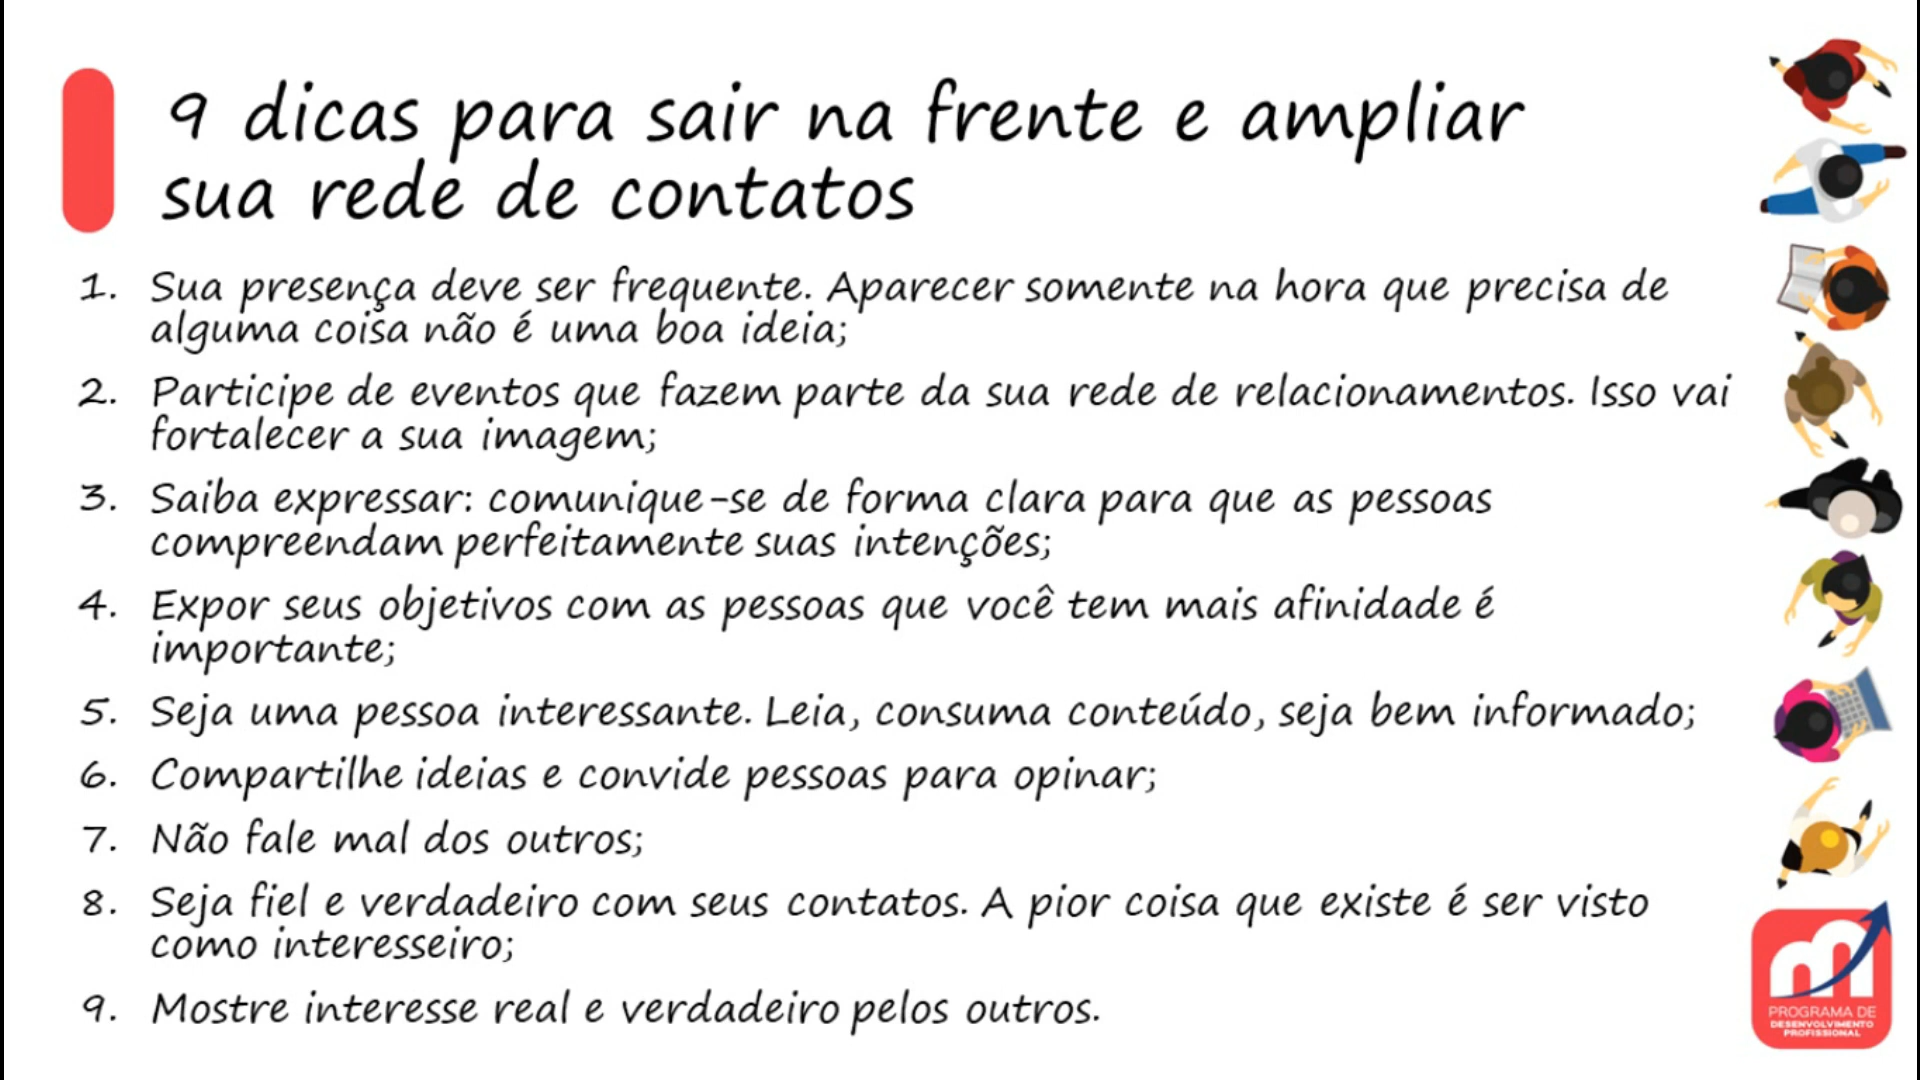 9 dicas para sair na frente e ampliar
sua rede de contatos
1. Sua presença deve ser frequente. Aparecer somente na hora que precisa de
alguma coisa não é uma boa ideia;
2. Participe de eventos que fazem parte da sua rede de relacionamentos. Isso vai
fortalecer a sua imagem;
3. Saiba expressar: comunique-se de forma clara para que as pessoas
compreendam perfeitamente suas intenções;
4. Expor seus objetivos com as pessoas que você tem mais afinidade é
importante;
5. Seja uma pessoa interessante. Leia, consuma conteúdo, seja bem informado;
6. Compartilhe ideias e convide pessoas para opinar;
7. Não fale mal dos outros;
8. Seja fiel e verdadeiro com seus contatos. A pior coisa que existe é ser visto
como interesseiro;
9. Mostre interesse real e verdadeiro pelos outros.
PROGRAMA DE
DESENVOLVIMENTO
PROFISSIONAL